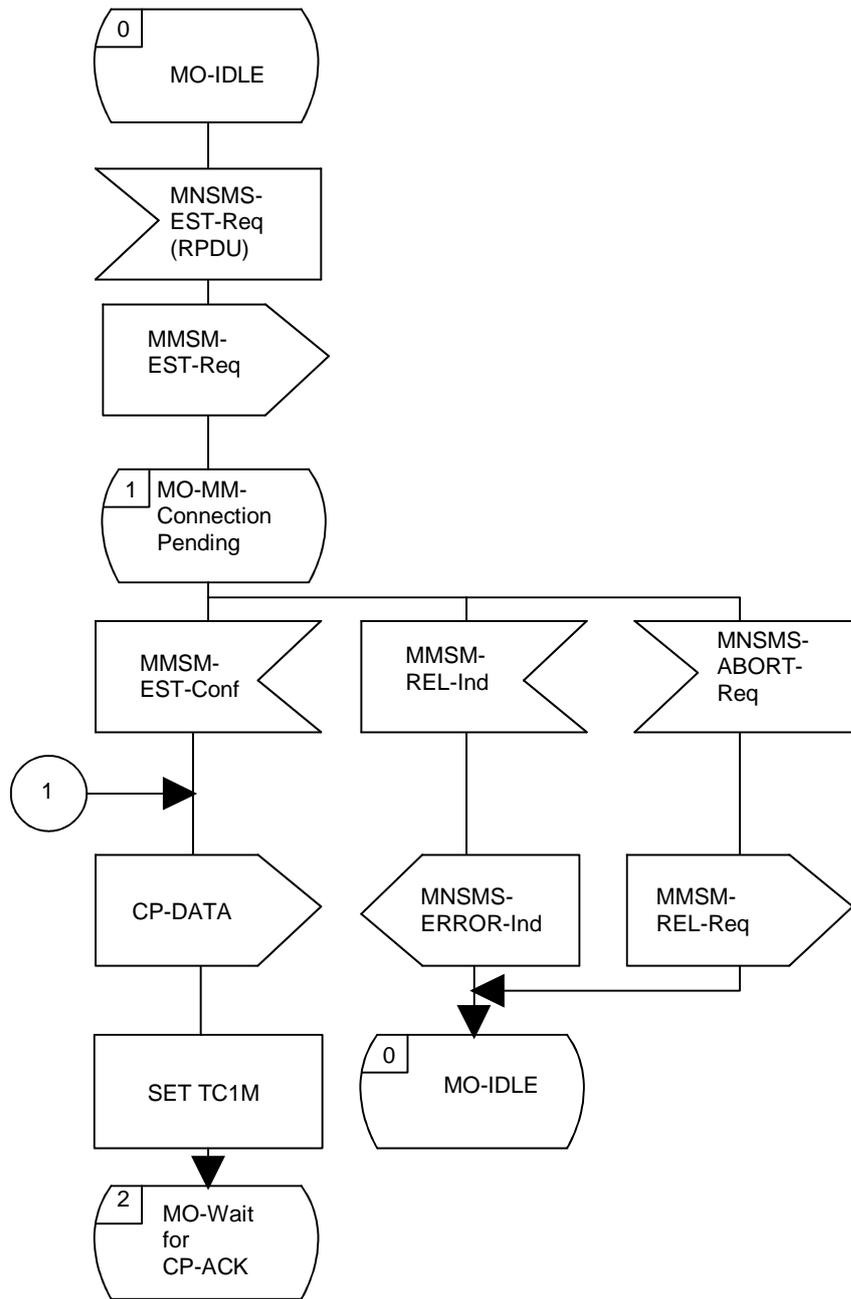 0
MO-IDLE
MNSMS-
EST-Req
(RPDU)
MMSM-
EST-Req
1
MO-MM-
Connection
Pending
MMSM-
EST-Conf
MMSM-
REL-Ind
MNSMS-
ABORT-
Req
1
CP-DATA
MNSMS-
ERROR-Ind
MMSM-
REL-Req
SET TC1M
0
MO-IDLE
2
MO-Wait
for
CP-ACK